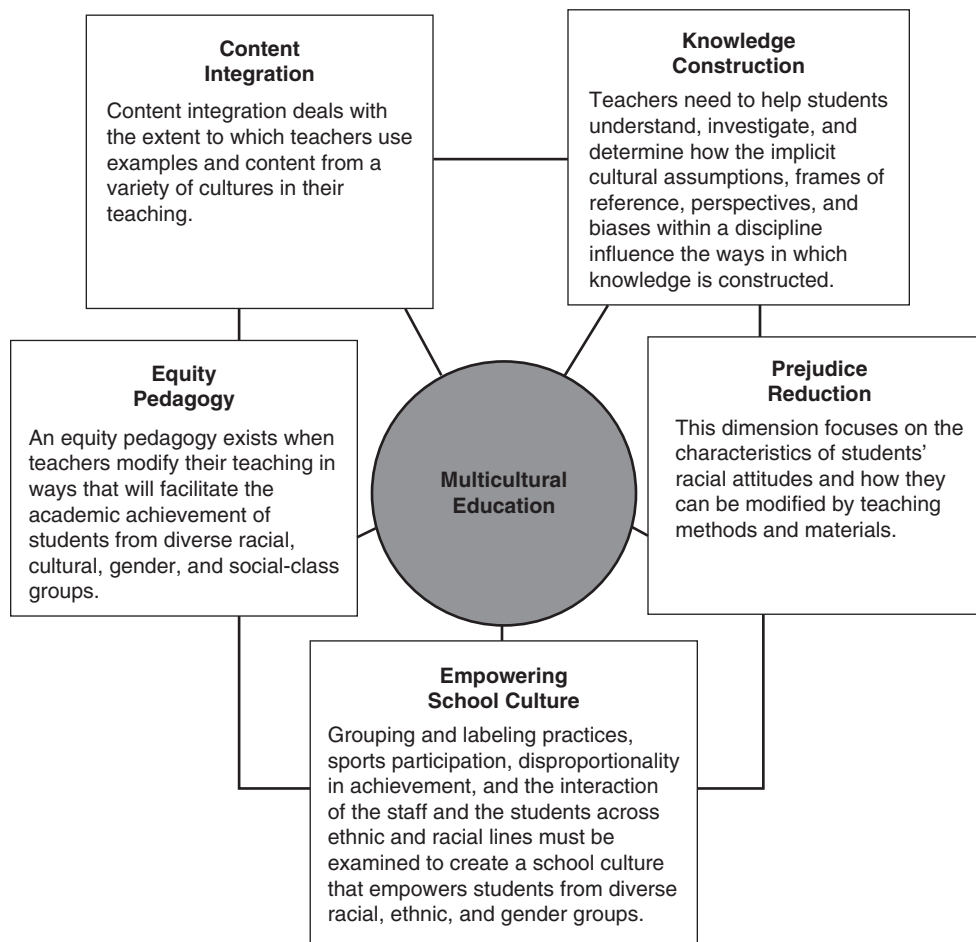 Content
Integration
Content integration deals with
the extent to which teachers use
examples and content from a
variety of cultures in their
teaching.
Knowledge
Construction
Teachers need to help students
understand, investigate, and
determine how the implicit
cultural assumptions, frames of
reference, perspectives, and
biases within a discipline
influence the ways in which
knowledge is constructed.
Equity
Pedagogy
An equity pedagogy exists when
teachers modify their teaching in
ways that will facilitate the
academic achievement of
students from diverse racial,
cultural, gender, and social-class
groups.
Multicultural
Education
Prejudice
Reduction
This dimension focuses on the
characteristics of students’
racial attitudes and how they
can be modified by teaching
methods and materials.
Empowering
School Culture
Grouping and labeling practices,
sports participation, disproportionality
in achievement, and the interaction
of the staff and the students across
ethnic and racial lines must be
examined to create a school culture
that empowers students from diverse
racial, ethnic, and gender groups.